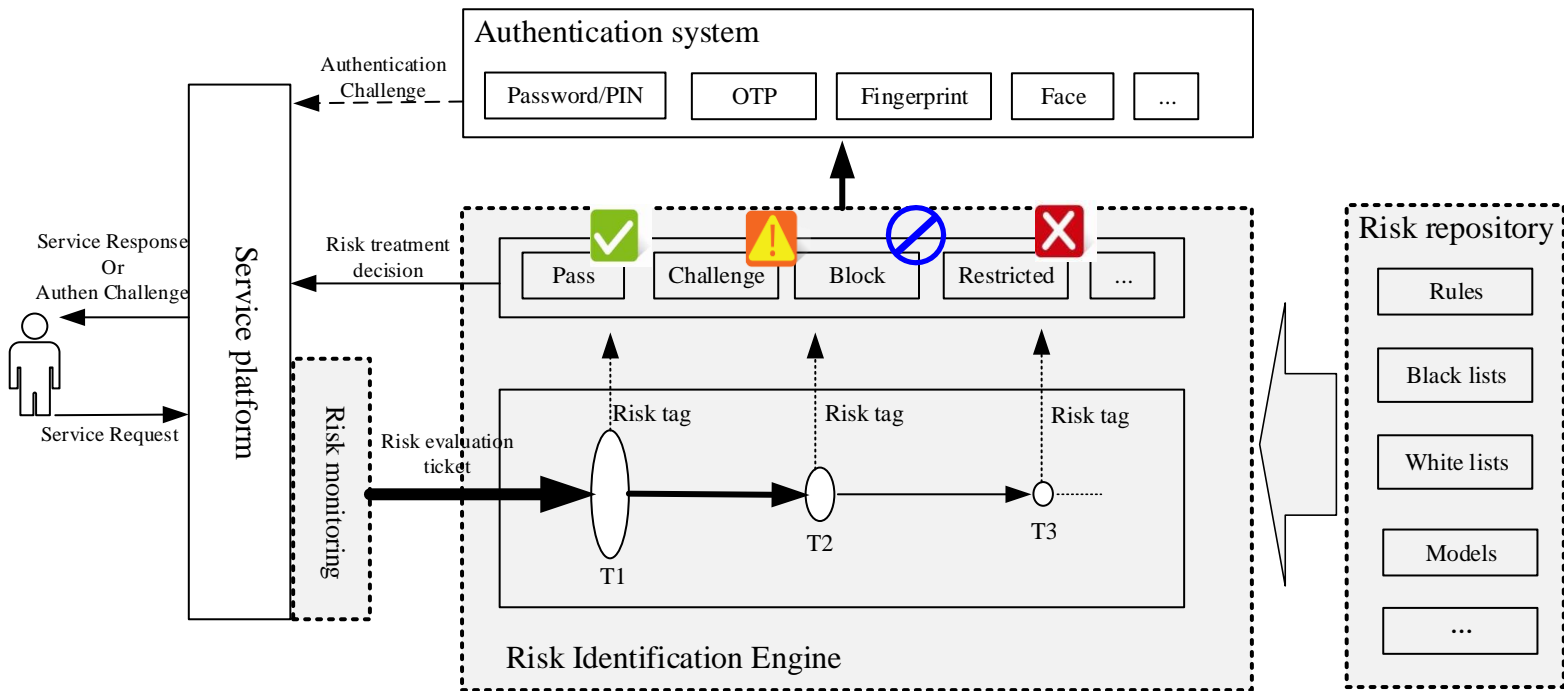 Authentication system
Password/PIN
OTP
Fingerprint
Face
...
Authentication
Challenge
Service platform
Service Response
Or
Authen Challenge
Service Request
Risk treatment
decision
Pass
Challenge
Block
Restricted
...
Risk monitoring
Risk evaluation
ticket
Risk tag
Risk tag
Risk tag
T1
T2
T3
Risk Identification Engine
Risk repository
Rules
Black lists
White lists
Models
...